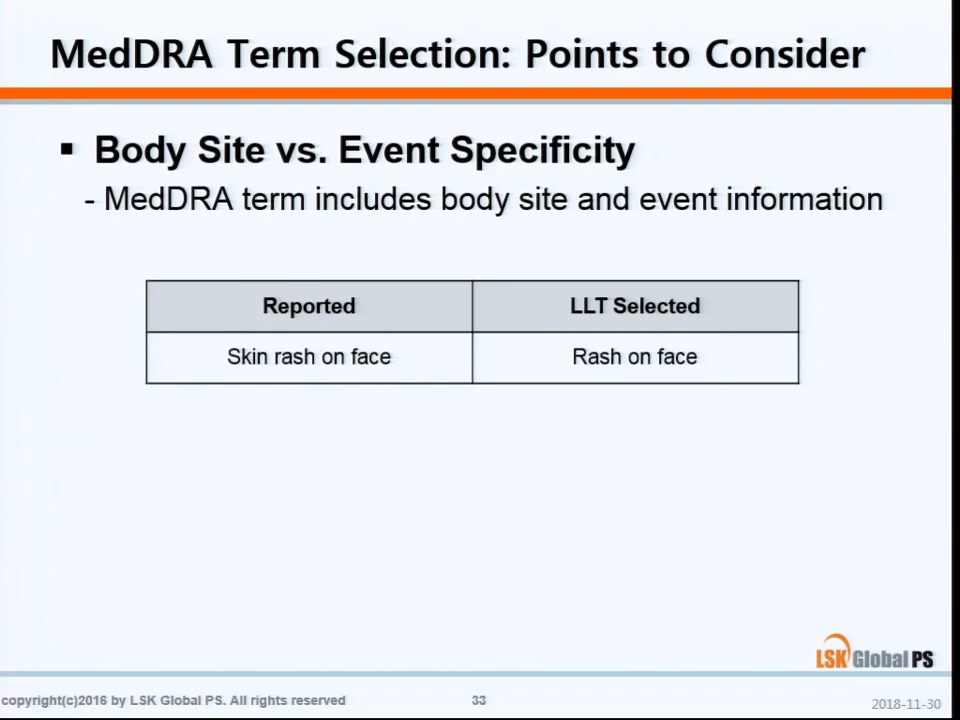 MedDRA Term Selection: Points to Consider
▪ Body Site vs. Event Specificity
- MedDRA term includes body site and event information
Reported LLT Selected
Skin rash on face Rash on face
LSK Global PS
copyright(c)2016 by LSK Global PS. All rights reserved 33 2018-11-30